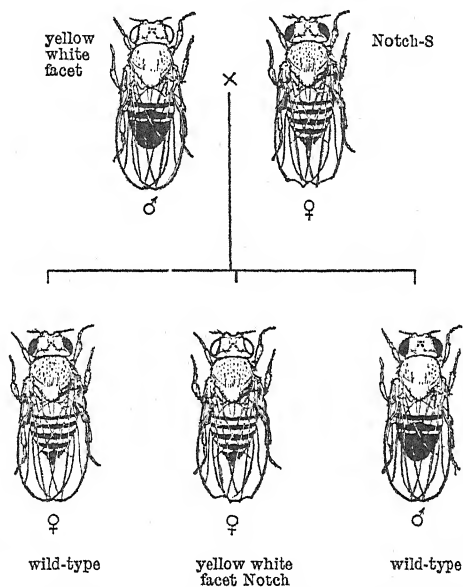 yellow
white
facet
Notch-8
×
♂
♀
♀
♀
♂
wild-type
yellow white
facet Notch
wild-type